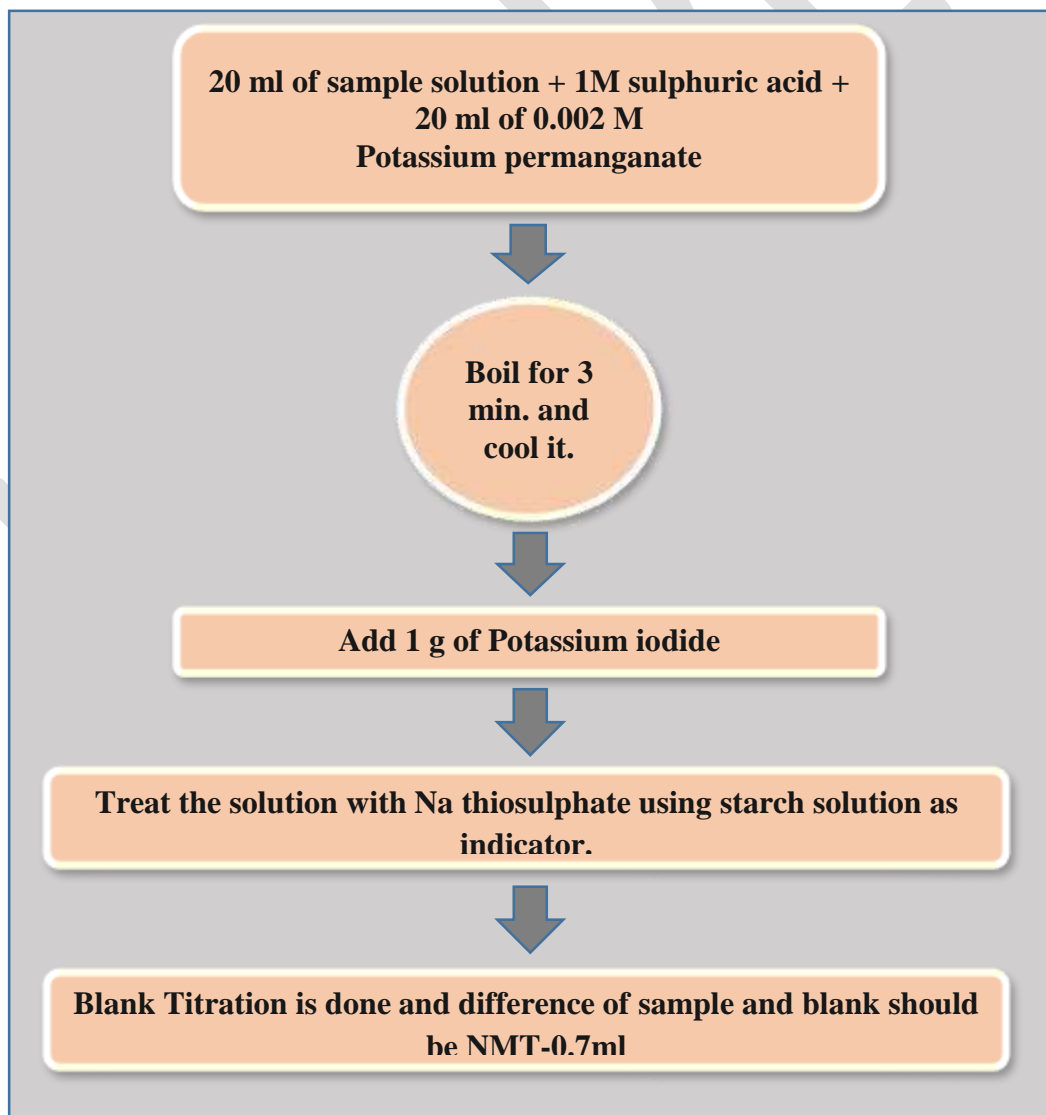 20 ml of sample solution + 1M sulphuric acid +
20 ml of 0.002 M
Potassium permanganate
Boil for 3
min. and
cool it.
Add 1 g of Potassium iodide
Treat the solution with Na thiosulphate using starch solution as
indicator.
Blank Titration is done and difference of sample and blank should
be NMT-0.7ml